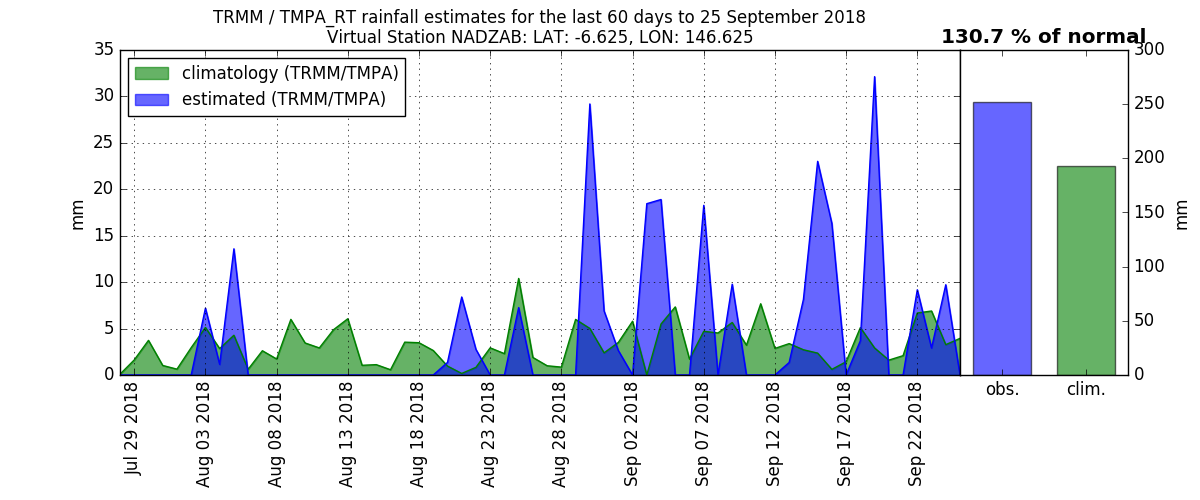 TRMM / TMPA_RT rainfall estimates for the last 60 days to 25 September 2018
Virtual Station NADZAB: LAT: -6.625, LON: 146.625
130.7 % of normal
climatology (TRMM/TMPA)
estimated (TRMM/TMPA)
35
30
25
20
15
10
5
0
mm
Jul 29 2018
Aug 03 2018
Aug 08 2018
Aug 13 2018
Aug 18 2018
Aug 23 2018
Aug 28 2018
Sep 02 2018
Sep 07 2018
Sep 12 2018
Sep 17 2018
Sep 22 2018
obs.
clim.
300
250
200
150
100
50
0
mm